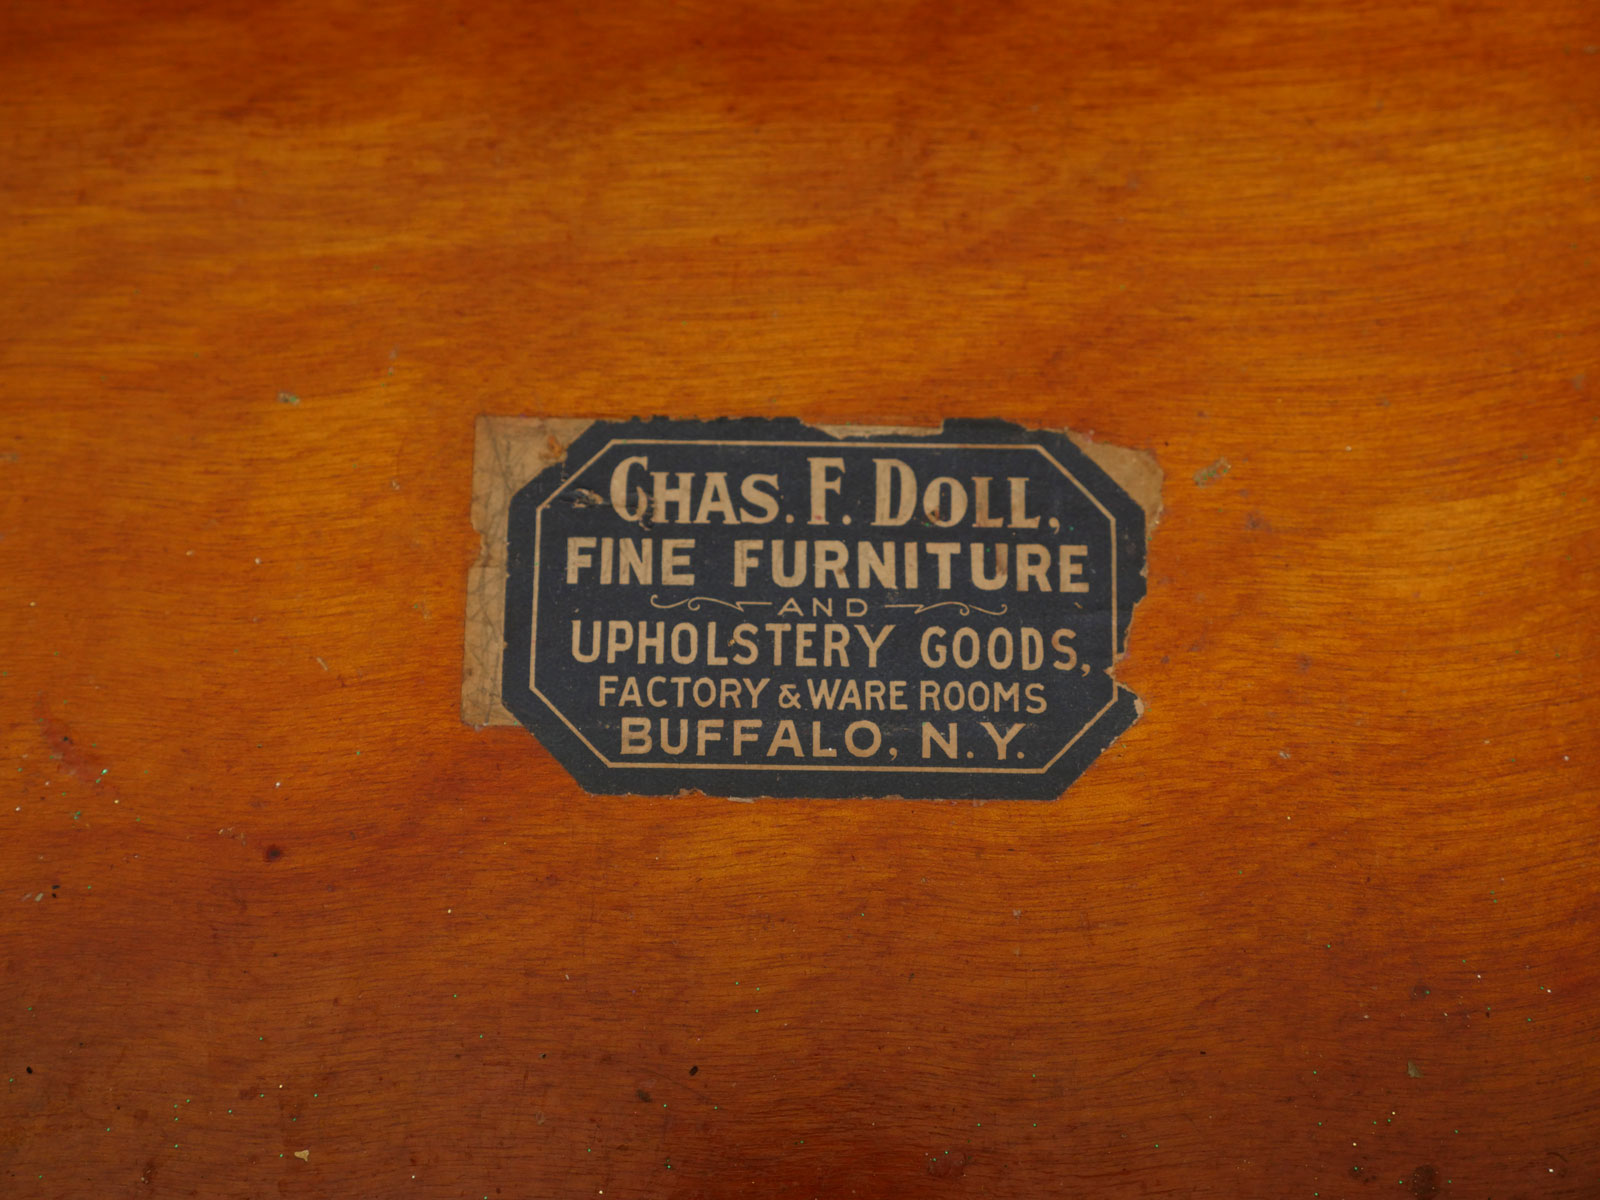 CHAS. F. DOLL,
FINE FURNITURE
AND
UPHOLSTERY GOODS,
FACTORY & WARE ROOMS
BUFFALO, N.Y.